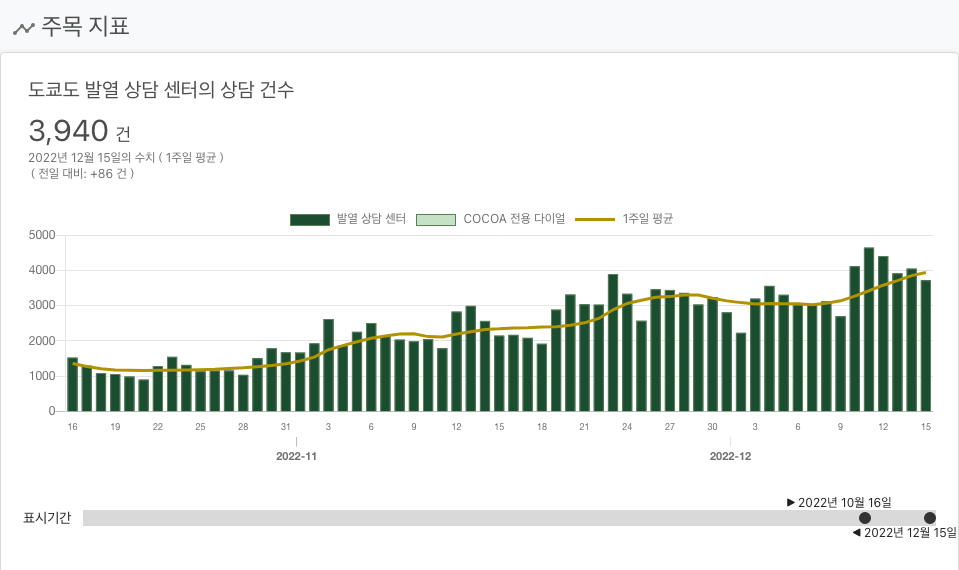 주목 지표
도쿄도 발열 상담 센터의 상담 건수
3,940 건
2022년 12월 15일의 수치 ( 1주일 평균 )
( 전일 대비: +86 건 )
발열 상담 센터 COCOA 전용 다이얼 1주일 평균
5000
4000
3000
2000
1000
0
16 19 22 25 28 31 3 6 9 12 15 18 21 24 27 30 3 6 9 12 15
2022-11 2022-12
▶ 2022년 10월 16일
표시기간
◀ 2022년 12월 15일